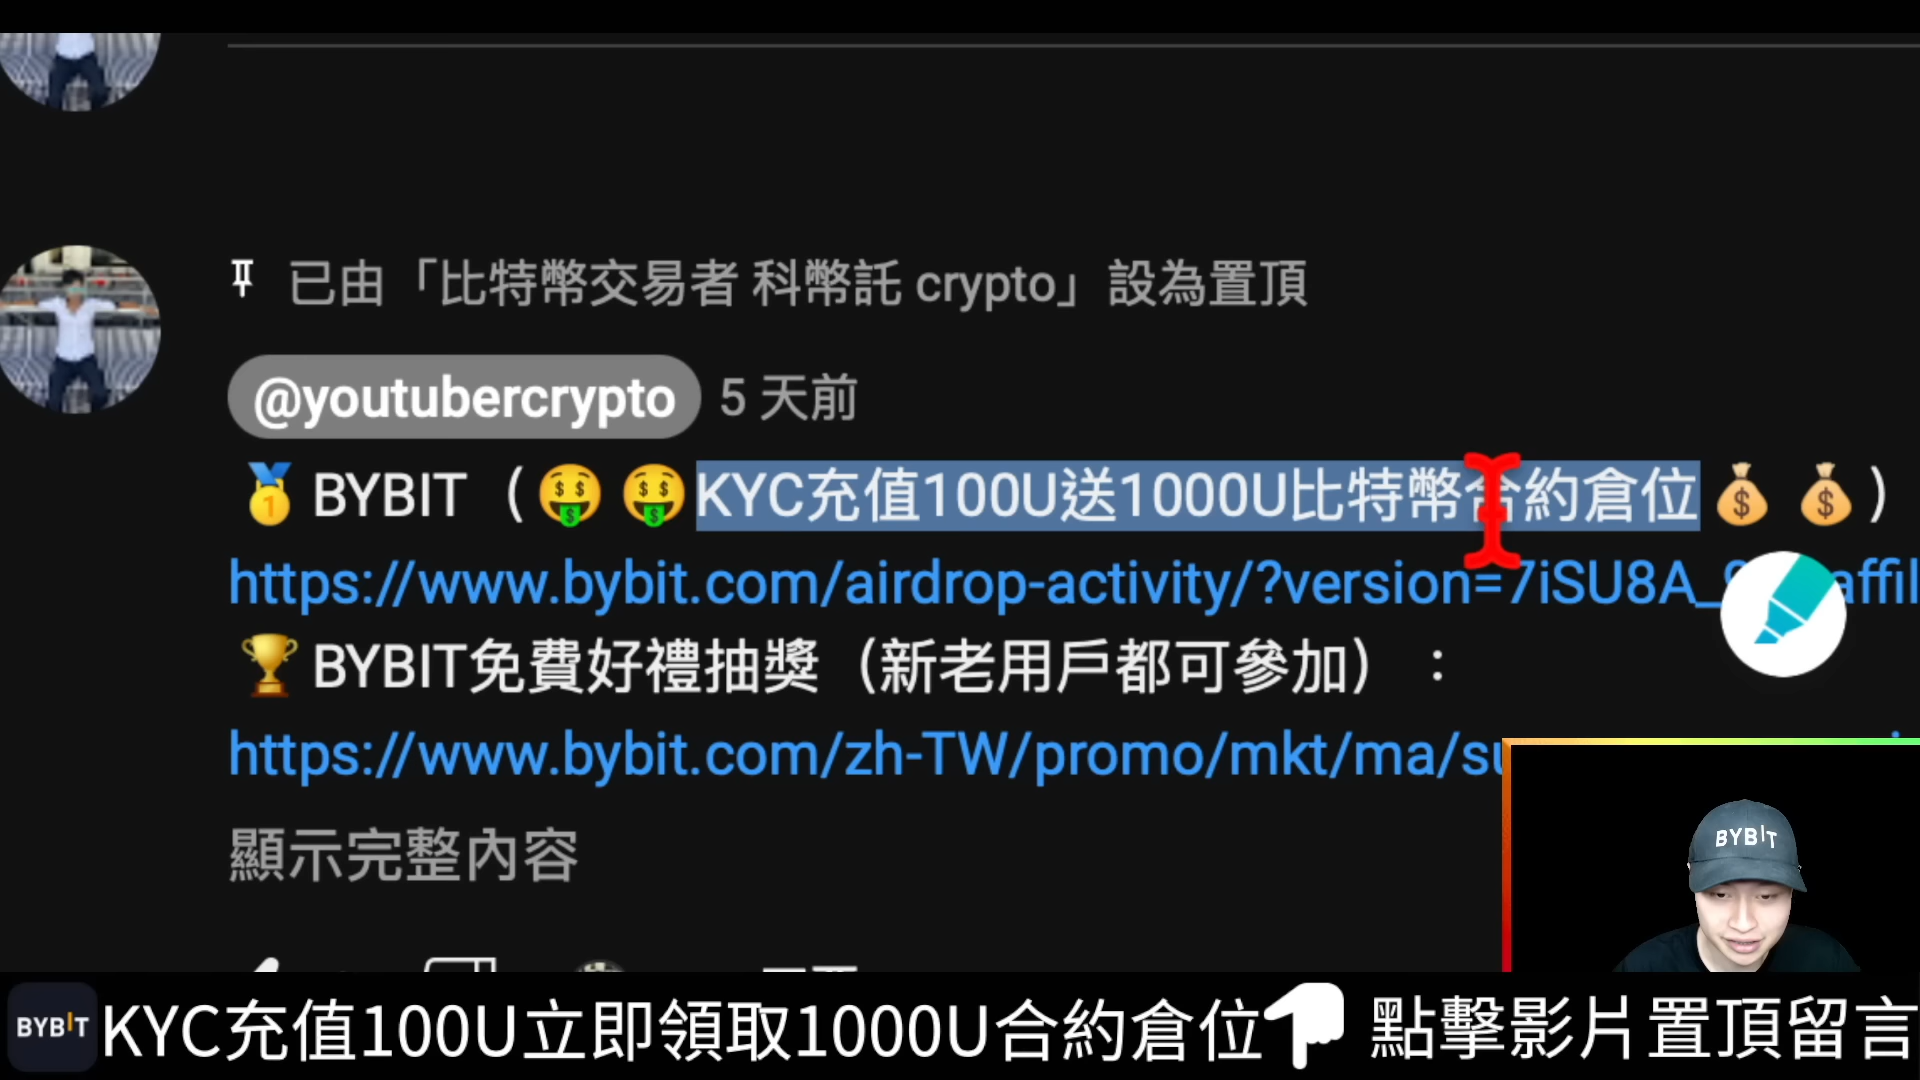 已由「比特幣交易者 科幣託 crypto」設為置頂
@youtubercrypto 5 天前
🥇 BYBIT（🤑🤑KYC充值100U送1000U比特幣合約倉位💰💰）
https://www.bybit.com/airdrop-activity/?version=7iSU8A_ affil
🏆 BYBIT免費好禮抽獎（新老用戶都可參加）：
https://www.bybit.com/zh-TW/promo/mkt/ma/su
顯示完整內容
BYBIT
BYBIT KYC充值100U立即領取1000U合約倉位👇點擊影片置頂留言